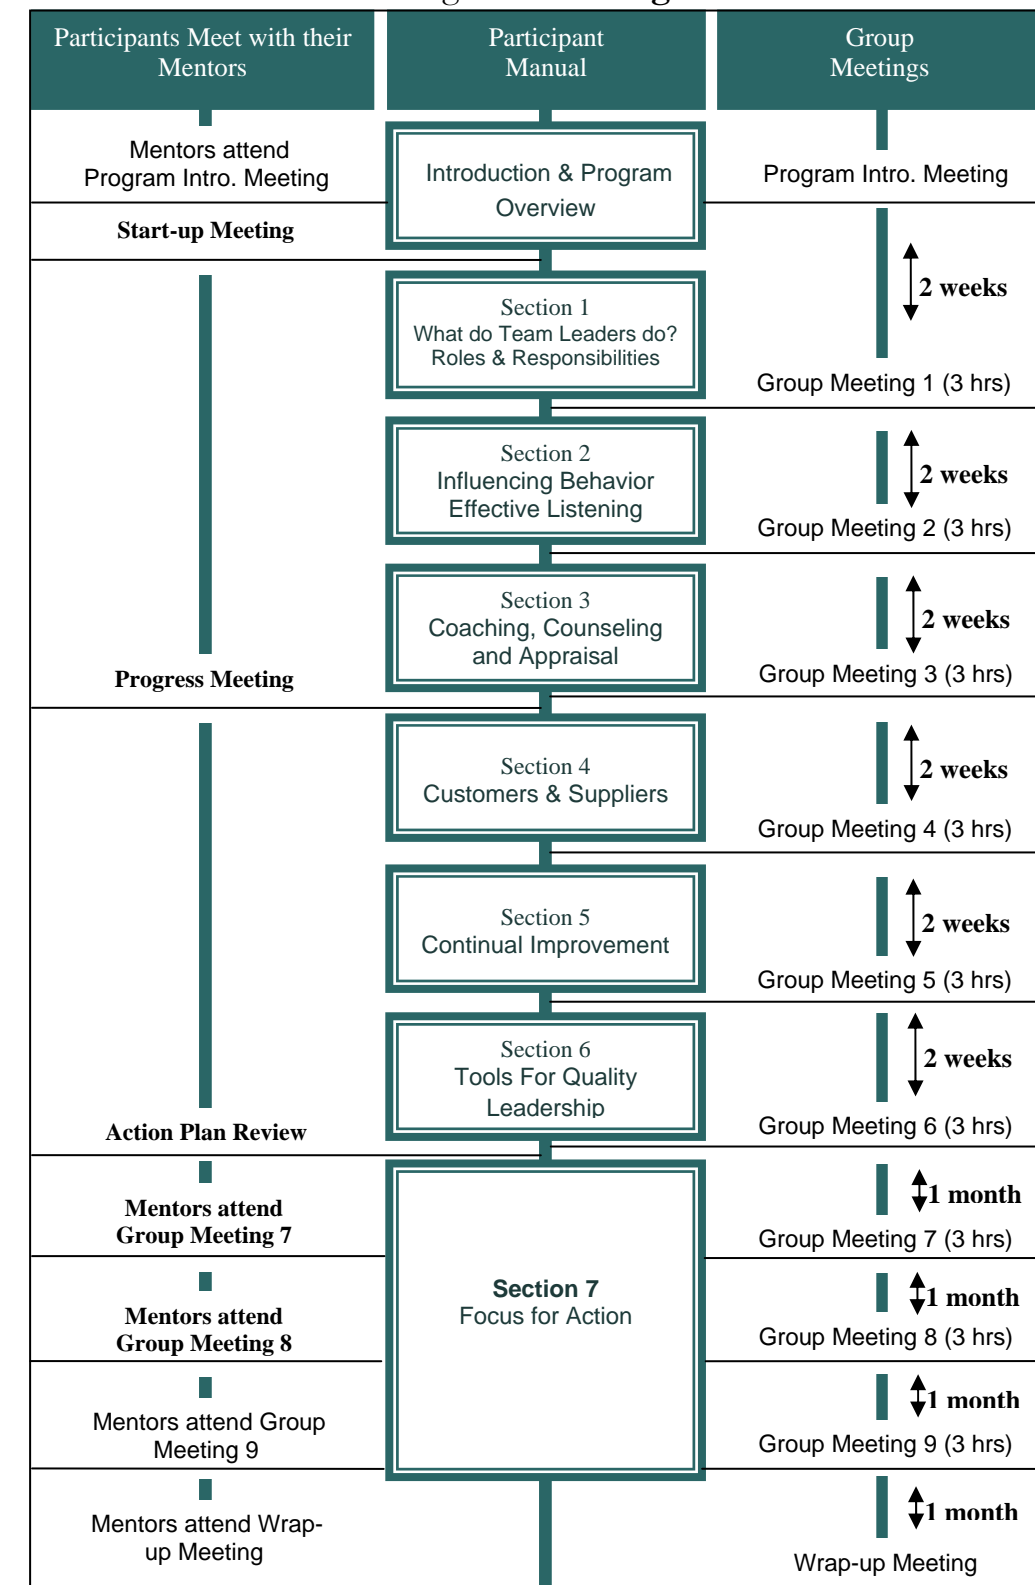 Participants Meet with their
Mentors
Participant
Manual
Group
Meetings
Mentors attend
Program Intro. Meeting
Introduction & Program
Overview
Program Intro. Meeting
Start-up Meeting
2 weeks
Section 1
What do Team Leaders do?
Roles & Responsibilities
Group Meeting 1 (3 hrs)
Section 2
Influencing Behavior
Effective Listening
2 weeks
Group Meeting 2 (3 hrs)
Section 3
Coaching, Counseling
and Appraisal
2 weeks
Group Meeting 3 (3 hrs)
Progress Meeting
Section 4
Customers & Suppliers
2 weeks
Group Meeting 4 (3 hrs)
Section 5
Continual Improvement
2 weeks
Group Meeting 5 (3 hrs)
Section 6
Tools For Quality
Leadership
2 weeks
Group Meeting 6 (3 hrs)
Action Plan Review
Mentors attend
Group Meeting 7
1 month
Group Meeting 7 (3 hrs)
Section 7
Focus for Action
Mentors attend
Group Meeting 8
1 month
Group Meeting 8 (3 hrs)
Mentors attend Group
Meeting 9
1 month
Group Meeting 9 (3 hrs)
Mentors attend Wrap-
up Meeting
1 month
Wrap-up Meeting